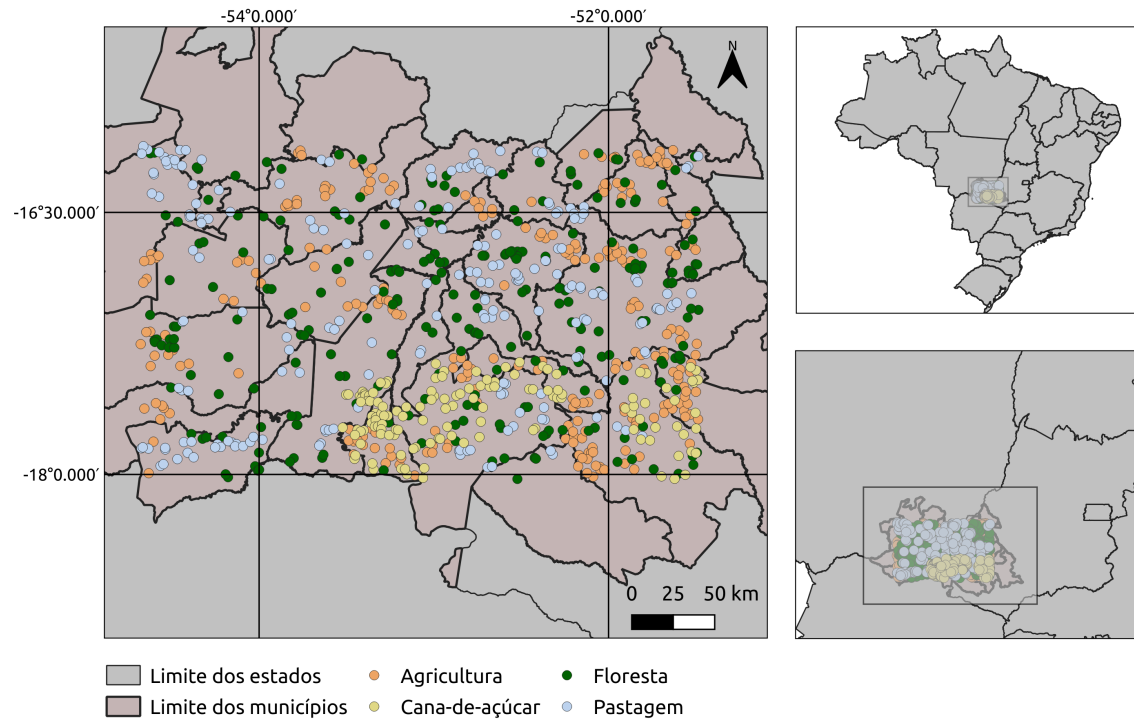 -54°0.000′ -52°0.000′
N
-16°30.000′
-18°0.000′
0 25 50 km
Limite dos estados Agricultura Floresta
Limite dos municípios Cana-de-açúcar Pastagem